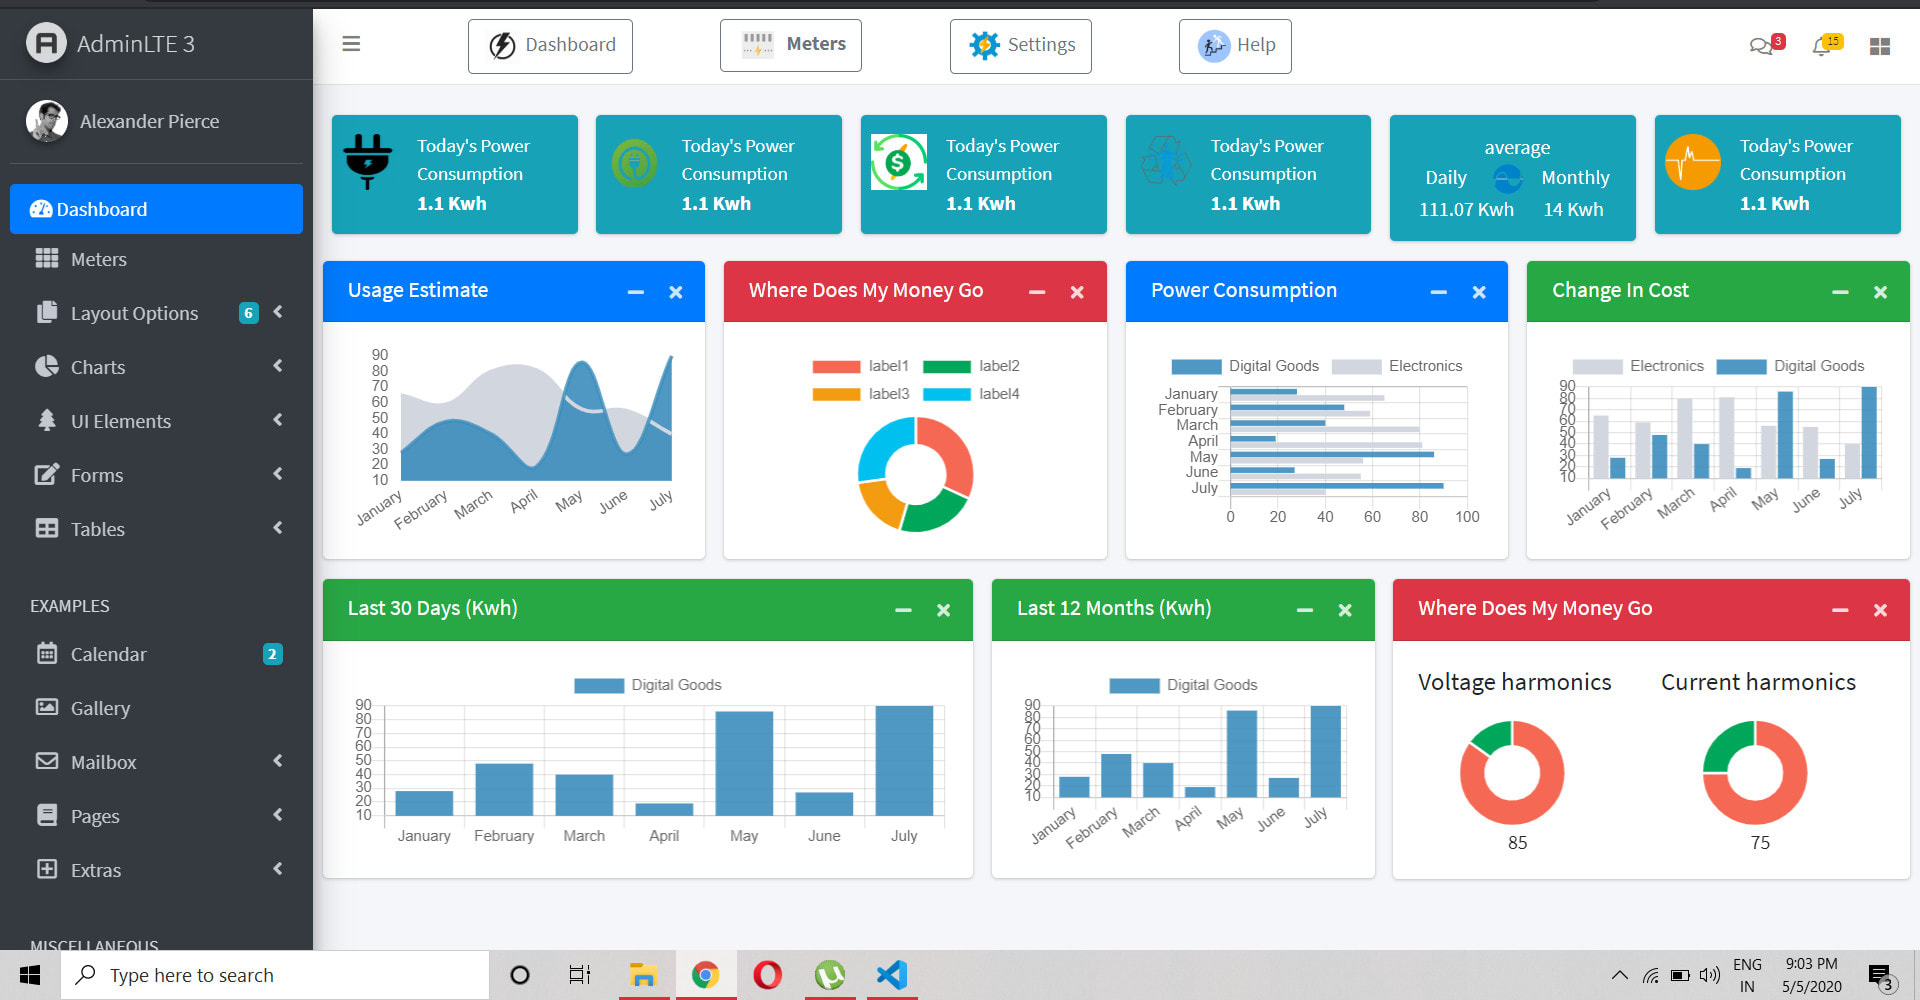 AdminLTE 3
Dashboard
Meters
Settings
Help
3
15
Alexander Pierce
Dashboard
Meters
Layout Options 6
Charts
UI Elements
Forms
Tables
EXAMPLES
Calendar 2
Gallery
Mailbox
Pages
Extras
MISCELLANEOUS
Today's Power
Consumption
1.1 Kwh
Today's Power
Consumption
1.1 Kwh
Today's Power
Consumption
1.1 Kwh
Today's Power
Consumption
1.1 Kwh
average
Daily Monthly
111.07 Kwh 14 Kwh
Today's Power
Consumption
1.1 Kwh
Usage Estimate
90
80
70
60
50
40
30
20
10
January February March April May June July
Where Does My Money Go
label1 label2
label3 label4
Power Consumption
Digital Goods Electronics
January
February
March
April
May
June
July
0 20 40 60 80 100
Change In Cost
Electronics Digital Goods
90
80
70
60
50
40
30
20
10
January February March April May June July
Last 30 Days (Kwh)
Digital Goods
90
80
70
60
50
40
30
20
10
January February March April May June July
Last 12 Months (Kwh)
Digital Goods
90
80
70
60
50
40
30
20
10
January February March April May June July
Where Does My Money Go
Voltage harmonics Current harmonics
85 75
Type here to search
ENG
IN
9:03 PM
5/5/2020
3